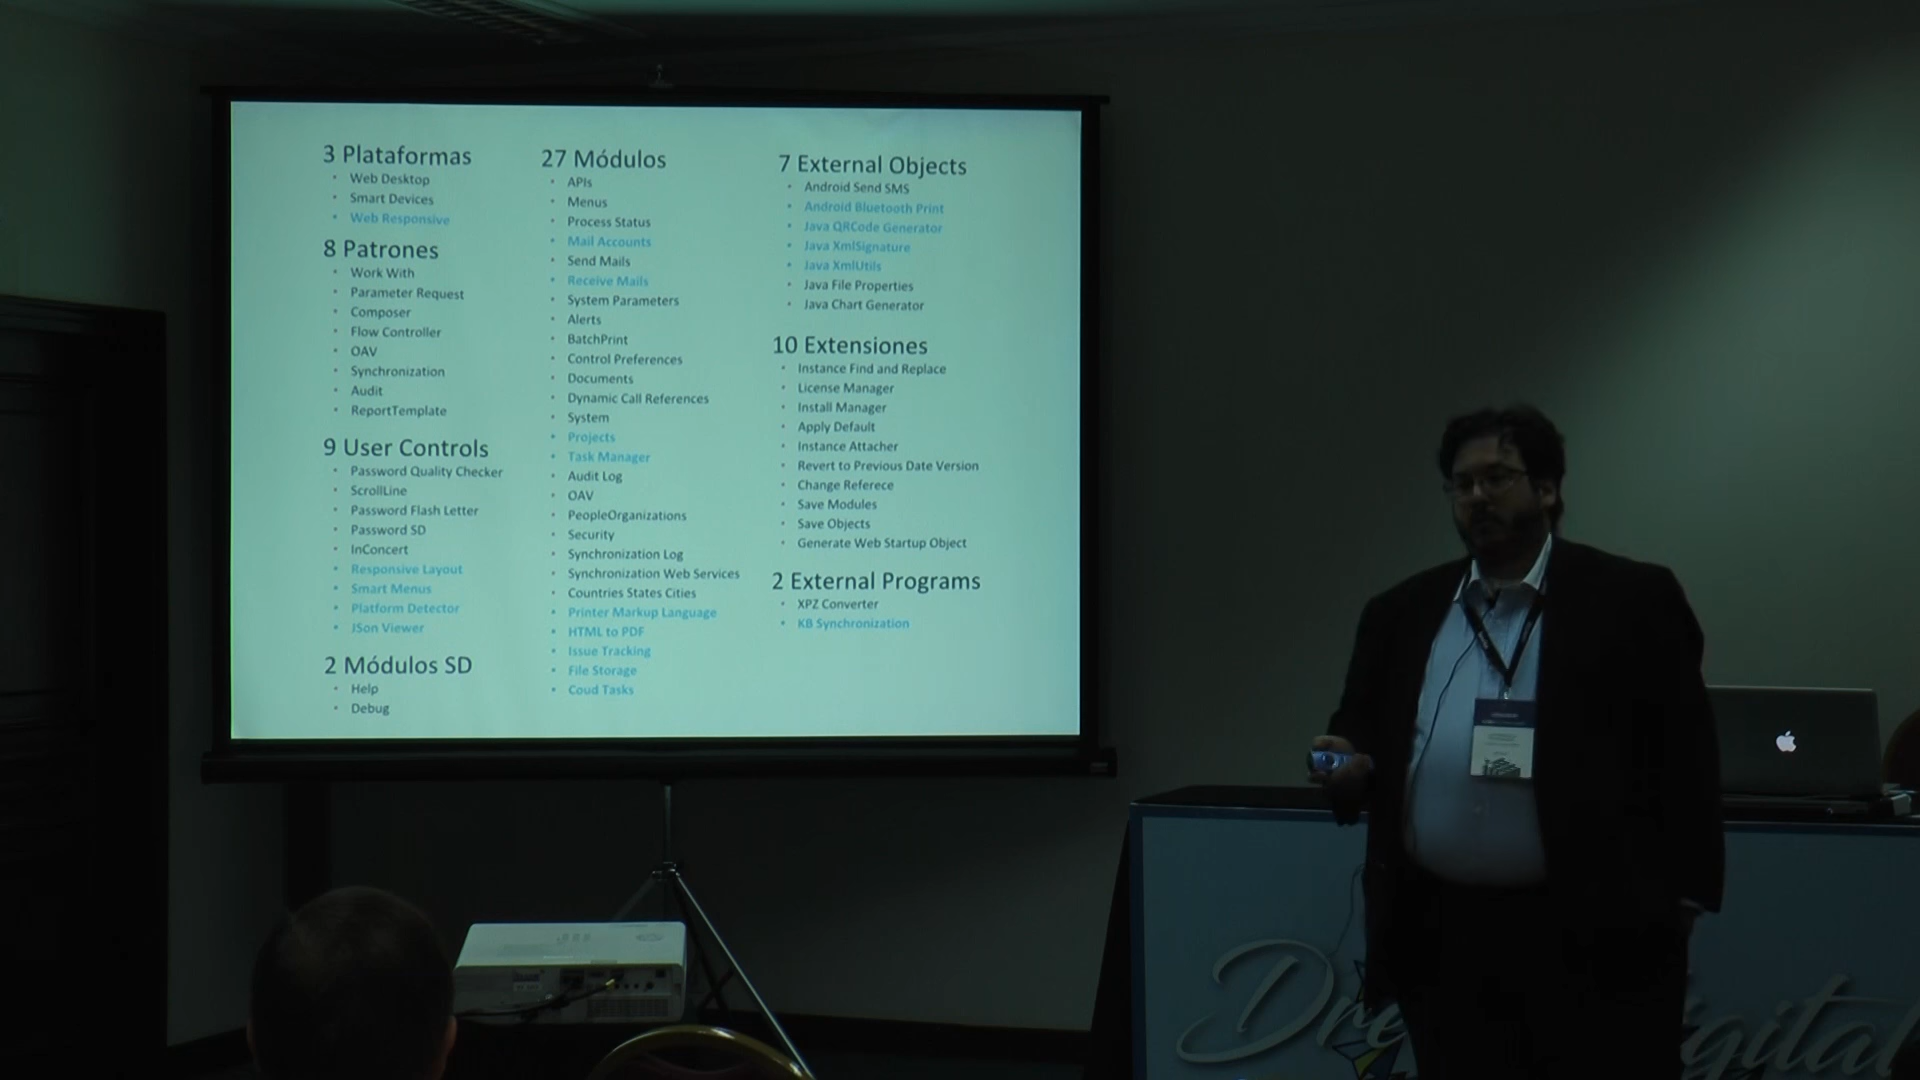 3 Plataformas
Web Desktop
Smart Devices
Web Responsive
8 Patrones
Work With
Parameter Request
Composer
Flow Controller
OAV
Synchronization
Audit
ReportTemplate
9 User Controls
Password Quality Checker
ScrollLine
Password Flash Letter
Password SD
InConcert
Responsive Layout
Smart Menus
Platform Detector
JSon Viewer
2 Módulos SD
Help
Debug
27 Módulos
APIs
Menus
Process Status
Mail Accounts
Send Mails
Receive Mails
System Parameters
Alerts
BatchPrint
Control Preferences
Documents
Dynamic Call References
System
Projects
Task Manager
Audit Log
OAV
PeopleOrganizations
Security
Synchronization Log
Synchronization Web Services
Countries States Cities
Printer Markup Language
HTML to PDF
Issue Tracking
File Storage
Coud Tasks
7 External Objects
Android Send SMS
Android Bluetooth Print
Java QRCode Generator
Java XmlSignature
Java XmlUtils
Java File Properties
Java Chart Generator
10 Extensiones
Instance Find and Replace
License Manager
Install Manager
Apply Default
Instance Attacher
Revert to Previous Date Version
Change Referece
Save Modules
Save Objects
Generate Web Startup Object
2 External Programs
XPZ Converter
KB Synchronization